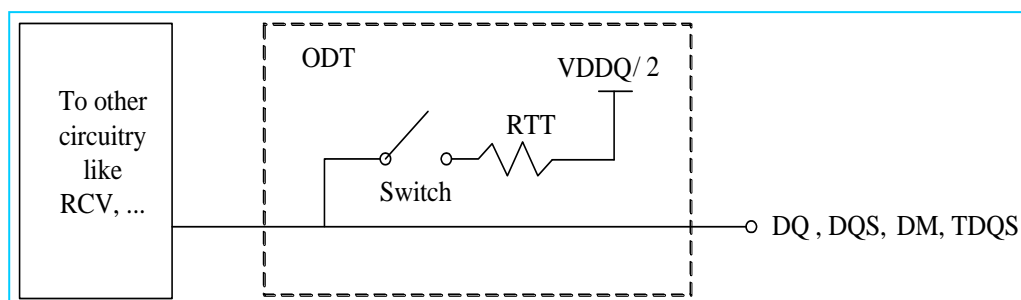 ODT
VDDQ/ 2
To other
circuitry
like
RCV, ...
RTT
Switch
DQ , DQS, DM, TDQS